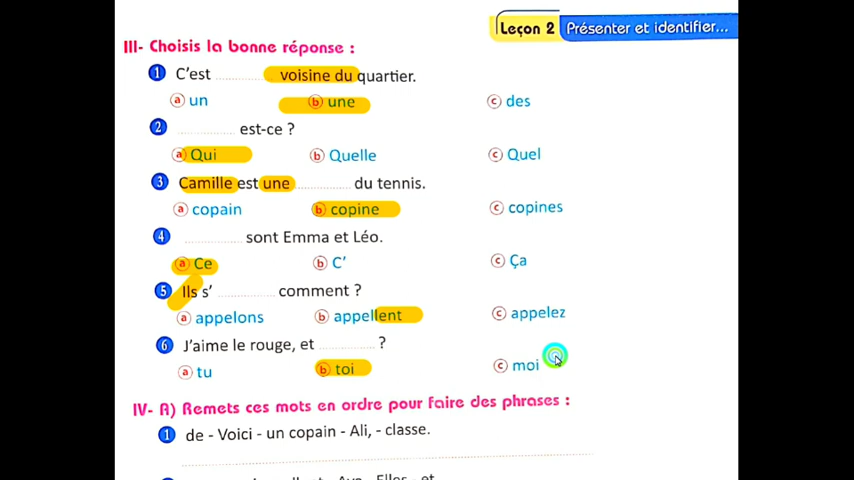 Leçon 2 Présenter et identifier...
III- Choisis la bonne réponse :
1 C'est ............ voisine du quartier.
a un b une c des
2 ............ est-ce ?
a Qui b Quelle c Quel
3 Camille est une ............ du tennis.
a copain b copine c copines
4 ............ sont Emma et Léo.
a Ce b C' c Ça
5 Ils s' ............ comment ?
a appelons b appellent c appelez
6 J'aime le rouge, et ............ ?
a tu b toi c moi
IV- A) Remets ces mots en ordre pour faire des phrases :
1 de - Voici - un copain - Ali, - classe.
- Elles - et